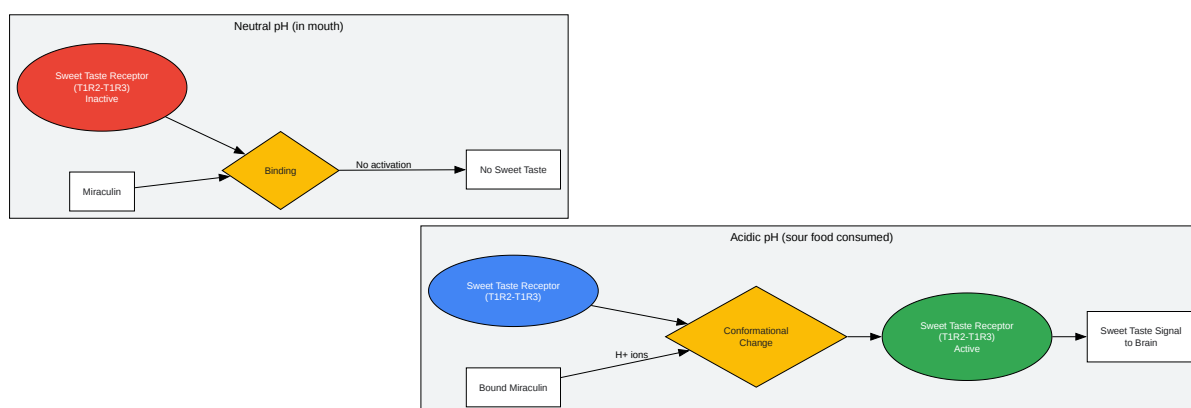 Neutral pH (in mouth)
Sweet Taste Receptor
(T1R2-T1R3)
Inactive
Miraculin
Binding
No activation
No Sweet Taste
Acidic pH (sour food consumed)
Sweet Taste Receptor
(T1R2-T1R3)
H+ ions
Bound Miraculin
Conformational
Change
Sweet Taste Receptor
(T1R2-T1R3)
Active
Sweet Taste Signal
to Brain